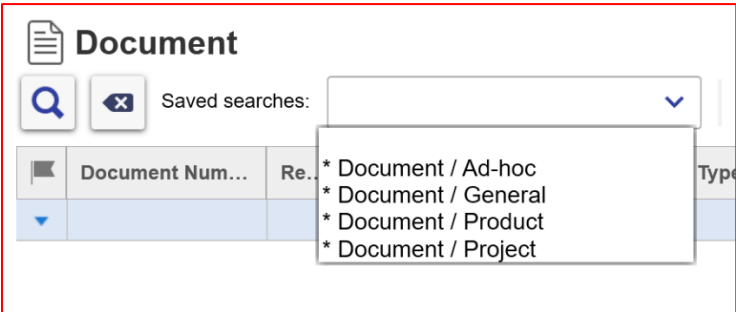 Document
Saved searches:
Document Num... Re... Type
* Document / Ad-hoc
* Document / General
* Document / Product
* Document / Project